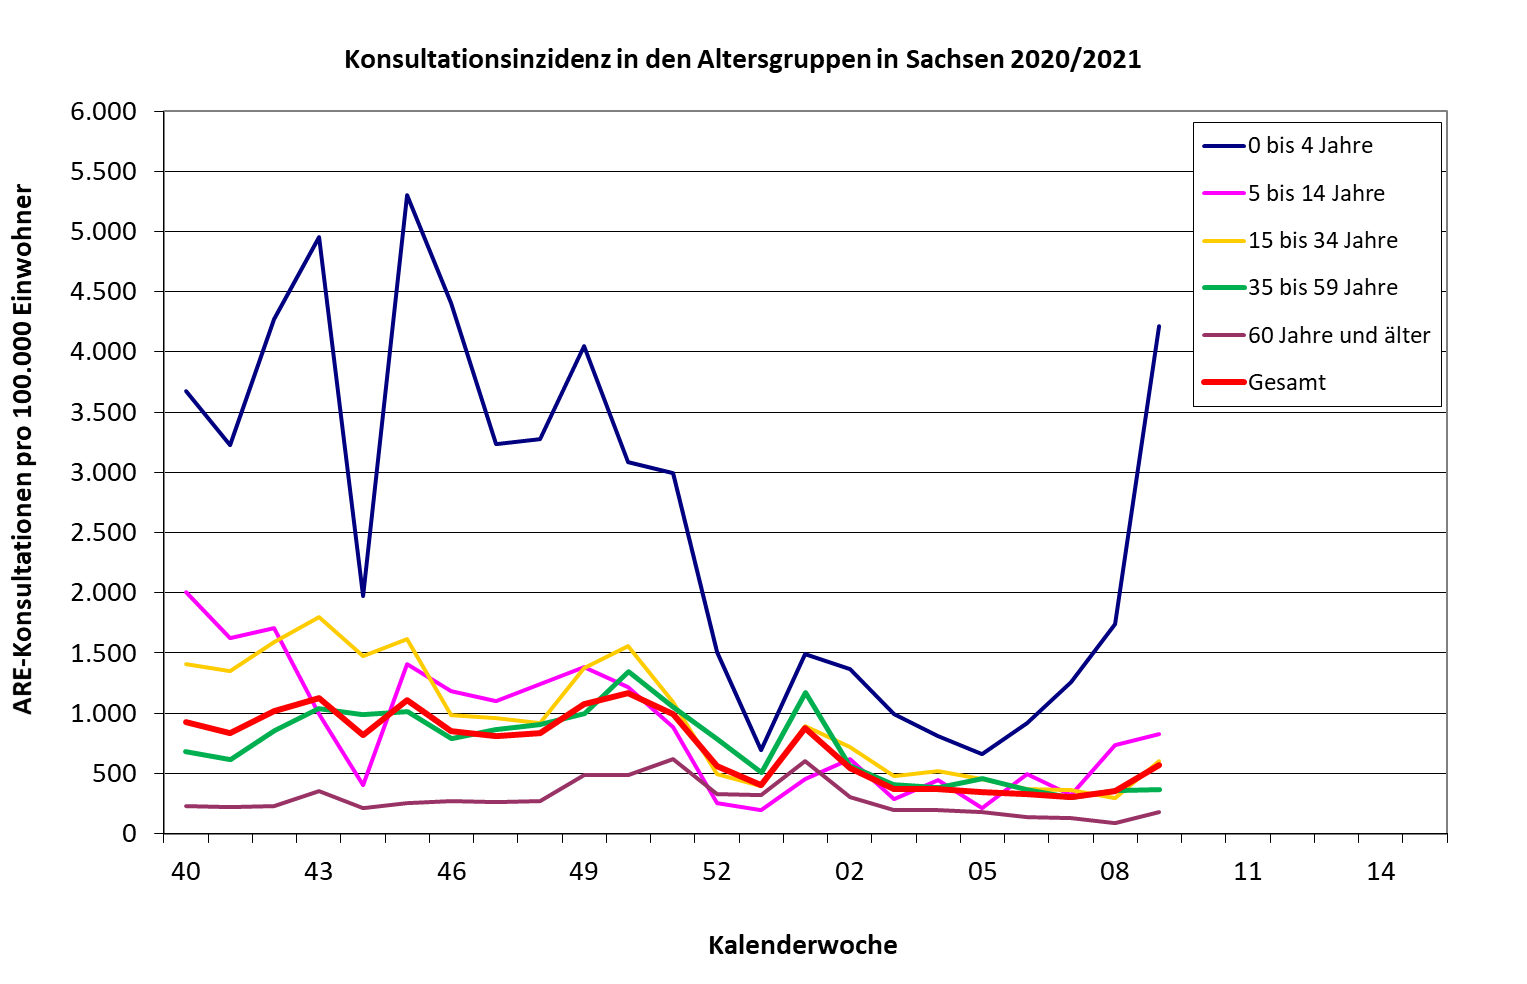 Konsultationsinzidenz in den Altersgruppen in Sachsen 2020/2021
ARE-Konsultationen pro 100.000 Einwohner
6.000
5.500
5.000
4.500
4.000
3.500
3.000
2.500
2.000
1.500
1.000
500
0
0 bis 4 Jahre
5 bis 14 Jahre
15 bis 34 Jahre
35 bis 59 Jahre
60 Jahre und älter
Gesamt
40 43 46 49 52 02 05 08 11 14
Kalenderwoche